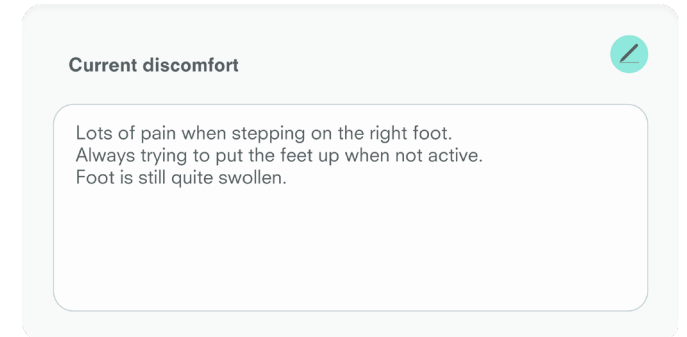 Current discomfort
Lots of pain when stepping on the right foot.
Always trying to put the feet up when not active.
Foot is still quite swollen.